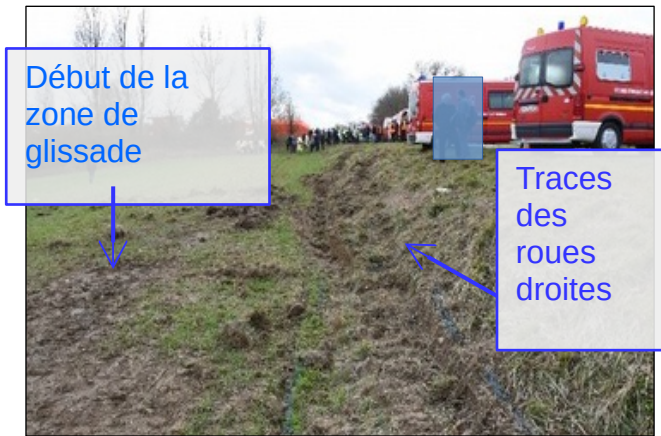 Début de la
zone de
glissade
Traces
des
roues
droites